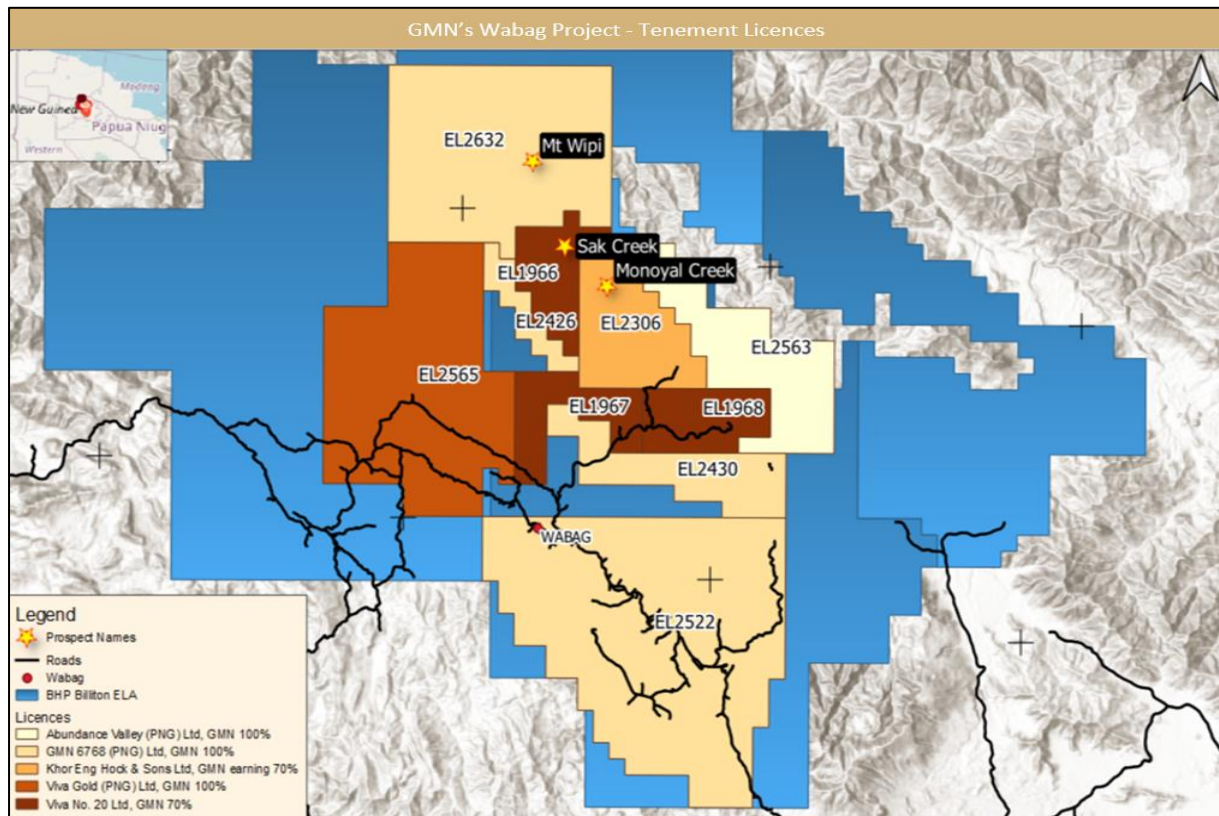 GMN's Wabag Project - Tenement Licences
Madang
New Guinea
Papua Niug
Western
EL2632
Mt Wipi
Sak Creek
EL1966
Monoyal Creek
EL2426
EL2306
EL2563
EL2565
EL1967
EL1968
EL2430
WABAG
EL2522
Legend
Prospect Names
Roads
Wabag
BHP Billiton ELA
Licences
Abundance Valley (PNG) Ltd, GMN 100%
GMN 6768 (PNG) Ltd, GMN 100%
Khor Eng Hock & Sons Ltd, GMN earning 70%
Viva Gold (PNG) Ltd, GMN 100%
Viva No. 20 Ltd, GMN 70%